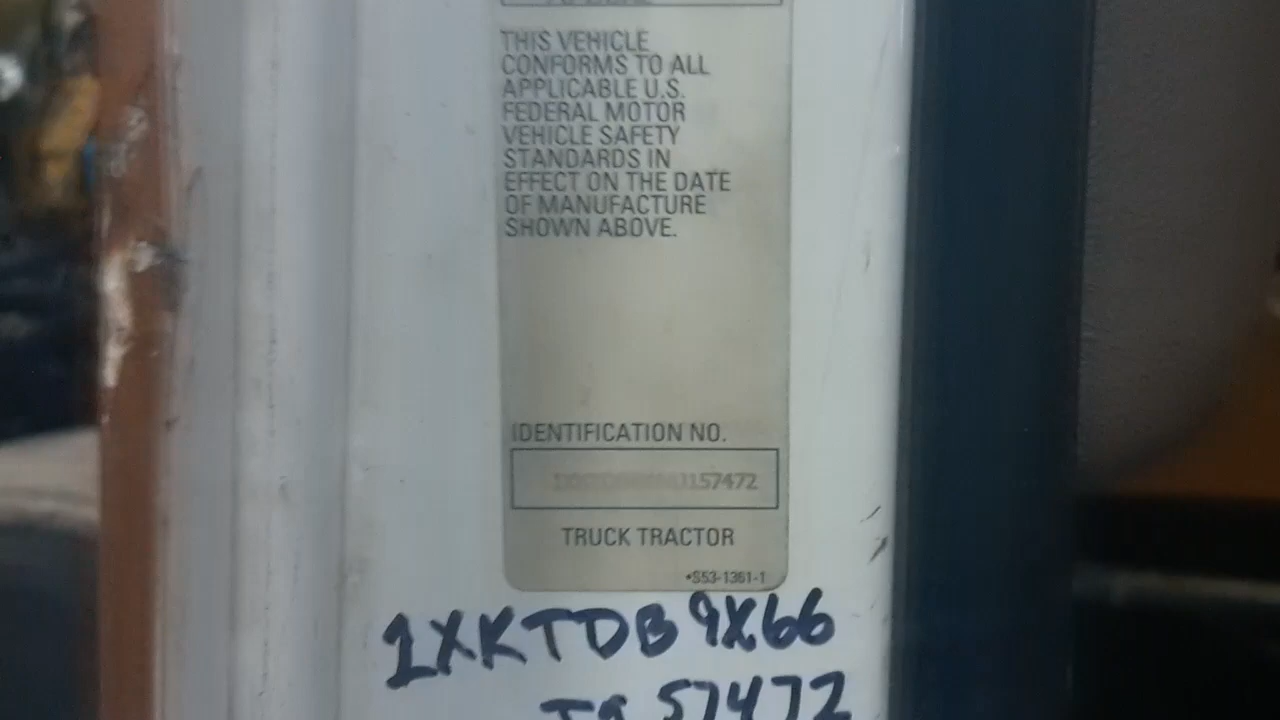 THIS VEHICLE
CONFORMS TO ALL
APPLICABLE U.S.
FEDERAL MOTOR
VEHICLE SAFETY
STANDARDS IN
EFFECT ON THE DATE
OF MANUFACTURE
SHOWN ABOVE.
IDENTIFICATION NO.
J157472
TRUCK TRACTOR
•S53-1361-1
1XKTDB9X66
57472